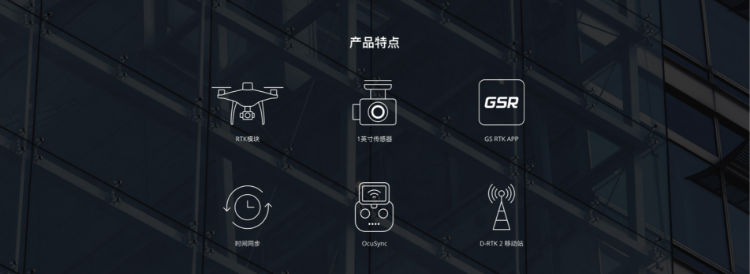 产品特点
GSR
RTK模块
1英寸传感器
GS RTK APP
时间同步
OcuSync
D-RTK 2 移动站